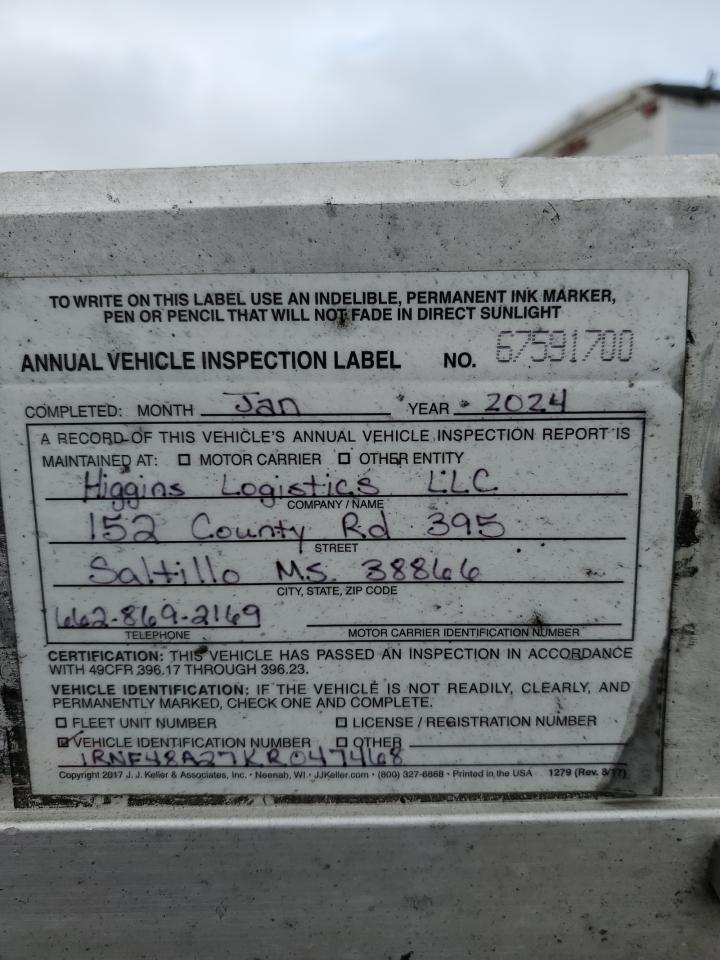 TO WRITE ON THIS LABEL USE AN INDELIBLE, PERMANENT INK MARKER,
PEN OR PENCIL THAT WILL NOT FADE IN DIRECT SUNLIGHT
ANNUAL VEHICLE INSPECTION LABEL NO. 67591700
COMPLETED: MONTH Jan YEAR 2024
A RECORD OF THIS VEHICLE'S ANNUAL VEHICLE INSPECTION REPORT IS
MAINTAINED AT: ☐ MOTOR CARRIER ☐ OTHER ENTITY
Higgins Logistics LLC
COMPANY / NAME
152 County Rd 395
STREET
Saltillo MS. 38866
CITY, STATE, ZIP CODE
662-869-2169
TELEPHONE MOTOR CARRIER IDENTIFICATION NUMBER
CERTIFICATION: THIS VEHICLE HAS PASSED AN INSPECTION IN ACCORDANCE
WITH 49CFR 396.17 THROUGH 396.23.
VEHICLE IDENTIFICATION: IF THE VEHICLE IS NOT READILY, CLEARLY, AND
PERMANENTLY MARKED, CHECK ONE AND COMPLETE.
☐ FLEET UNIT NUMBER ☐ LICENSE / REGISTRATION NUMBER
☑ VEHICLE IDENTIFICATION NUMBER ☐ OTHER
1RNF48A27KR047468
Copyright 2017 J. J. Keller & Associates, Inc. • Neenah, WI • JJKeller.com • (800) 327-6868 • Printed in the USA 1279 (Rev. 8/17)